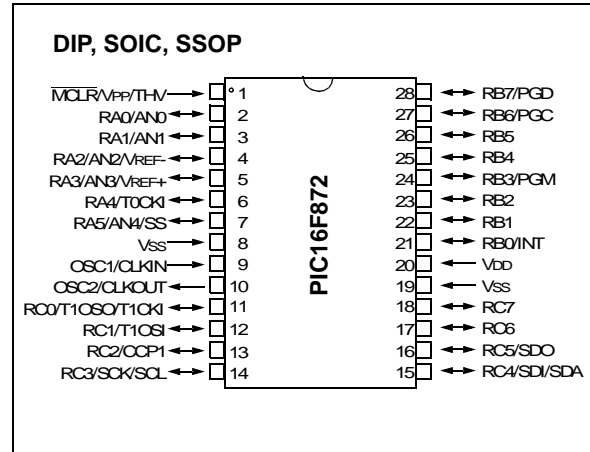 DIP, SOIC, SSOP
MCLR/VPP/THV 1
RA0/AN0 2
RA1/AN1 3
RA2/AN2/VREF- 4
RA3/AN3/VREF+ 5
RA4/T0CKI 6
RA5/AN4/SS 7
VSS 8
OSC1/CLKIN 9
OSC2/CLKOUT 10
RC0/T1OSO/T1CKI 11
RC1/T1OSI 12
RC2/CCP1 13
RC3/SCK/SCL 14
PIC16F872
28 RB7/PGD
27 RB6/PGC
26 RB5
25 RB4
24 RB3/PGM
23 RB2
22 RB1
21 RB0/INT
20 VDD
19 VSS
18 RC7
17 RC6
16 RC5/SDO
15 RC4/SDI/SDA